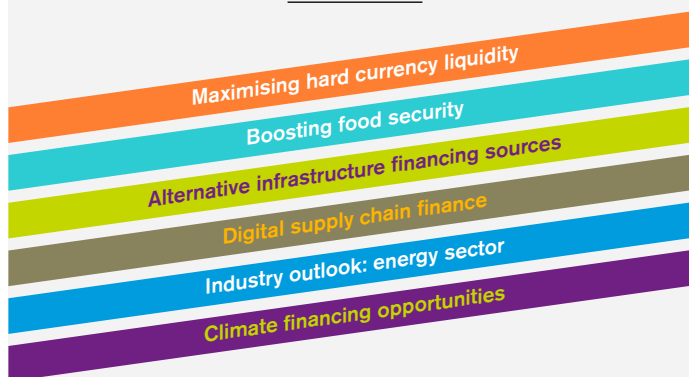 Maximising hard currency liquidity
Boosting food security
Alternative infrastructure financing sources
Digital supply chain finance
Industry outlook: energy sector
Climate financing opportunities